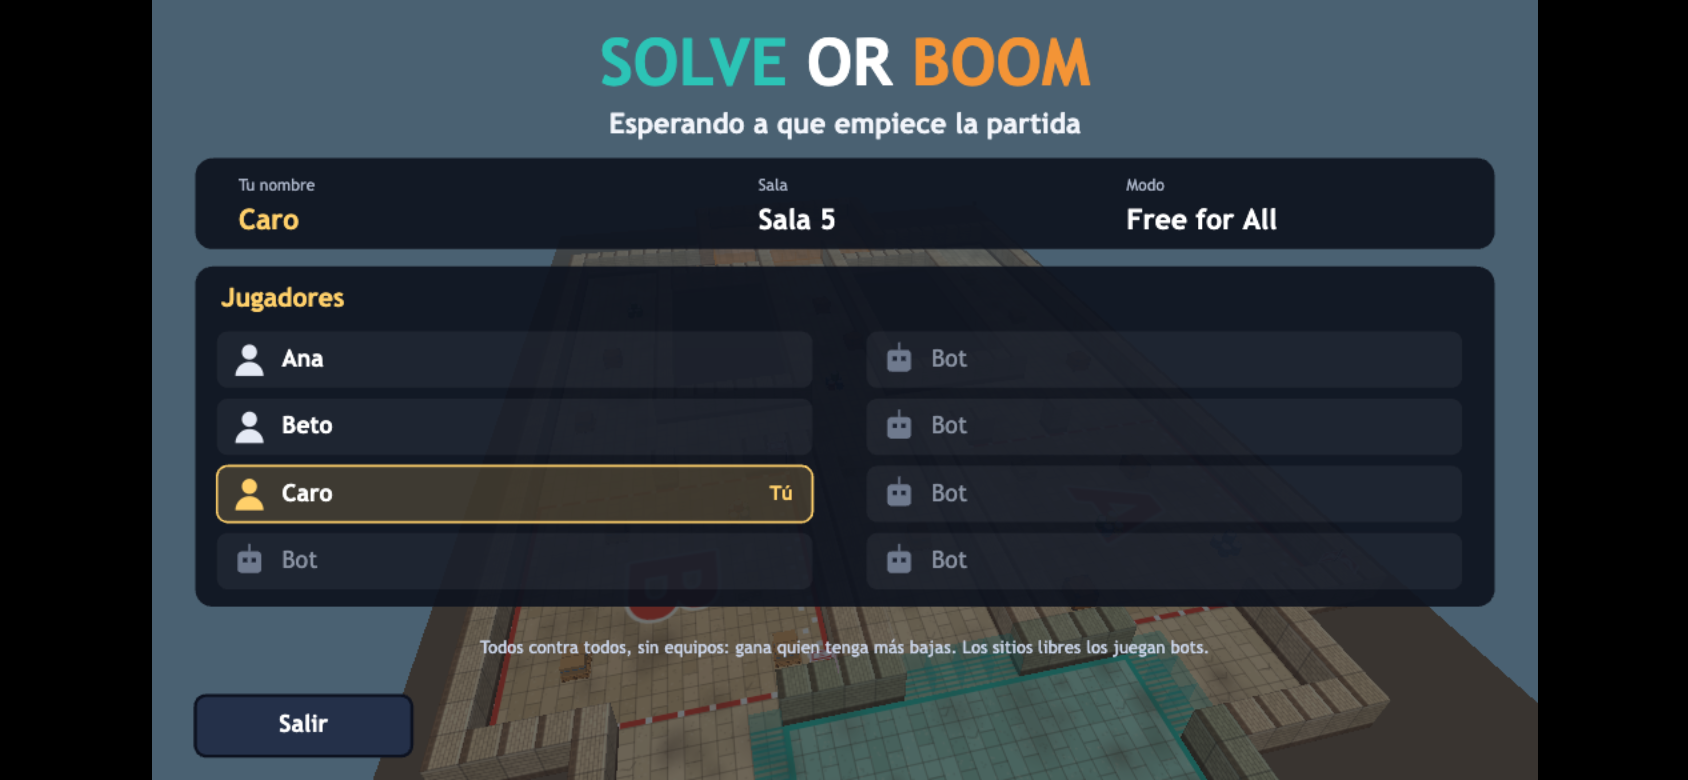 SOLVE OR BOOM
Esperando a que empiece la partida
Tu nombre
Caro
Sala
Sala 5
Modo
Free for All
Jugadores
Ana
Beto
Caro Tú
Bot
Bot
Bot
Bot
Bot
Todos contra todos, sin equipos: gana quien tenga más bajas. Los sitios libres los juegan bots.
Salir
B
A